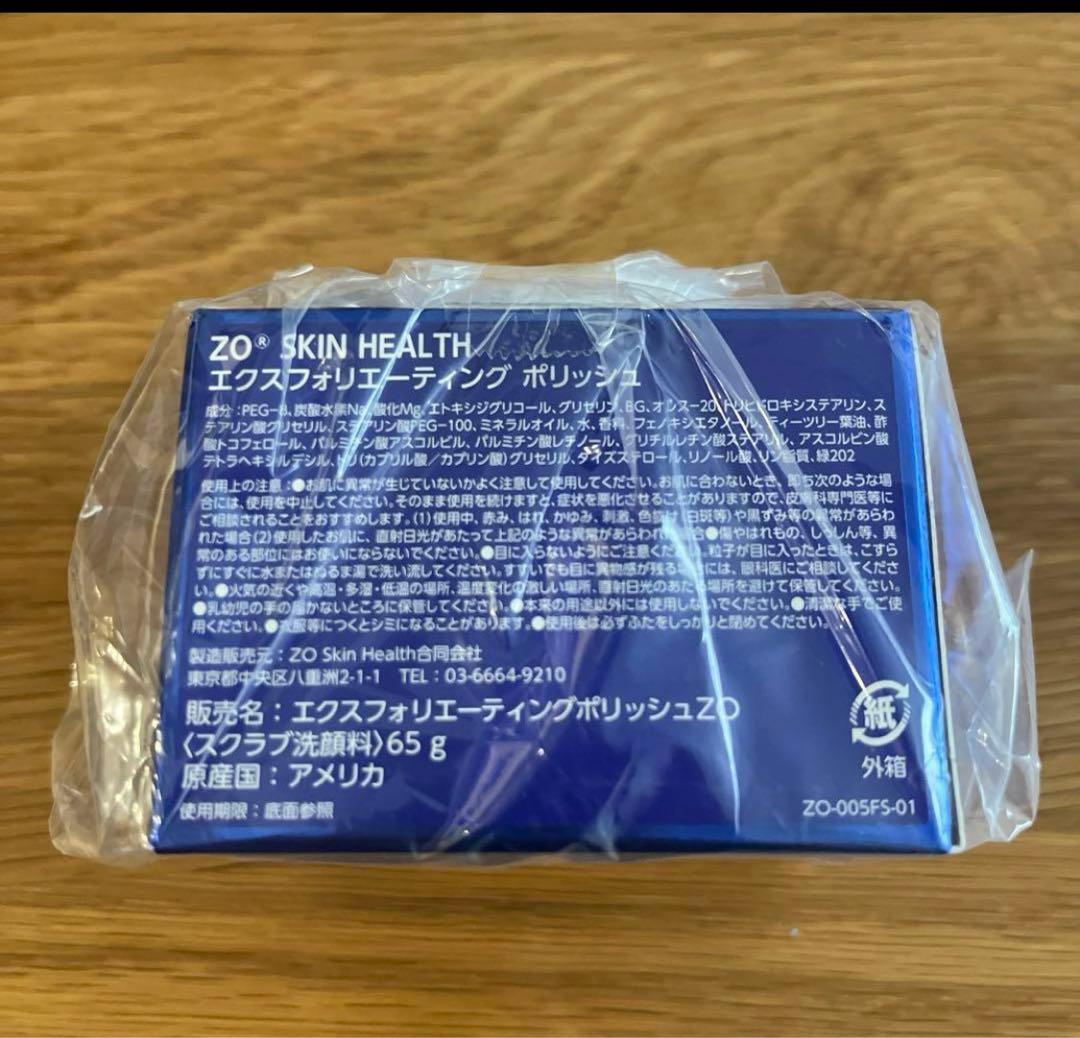 ZO® SKIN HEALTH
エクスフォリエーティング ポリッシュ
成分：PEG-8、炭酸水素Na、酸化Mg、エトキシジグリコール、グリセリン、BG、オレス-20、トリヒドロキシステアリン、ス
テアリン酸グリセリル、ステアリン酸PEG-100、ミネラルオイル、水、香料、フェノキシエタノール、ティーツリー葉油、酢
酸トコフェロール、パルミチン酸アスコルビル、パルミチン酸レチノール、グリチルレチン酸ステアリル、アスコルビン酸
テトラヘキシルデシル、トリ(カプリル酸／カプリン酸)グリセリル、ダイズステロール、リノール酸、リン脂質、緑202
使用上の注意：●お肌に異常が生じていないかよく注意して使用してください。お肌に合わないとき、即ち次のような場
合には、使用を中止してください。そのまま使用を続けますと、症状を悪化させることがありますので、皮膚科専門医等に
ご相談されることをおすすめします。(1)使用中、赤み、はれ、かゆみ、刺激、色抜け(白斑等)や黒ずみ等の異常があらわ
れた場合(2)使用したお肌に、直射日光があたって上記のような異常があらわれた場合●傷やはれもの、しっしん等、異
常のある部位にはお使いにならないでください。●目に入らないようにご注意ください。粒子が目に入ったときは、こすら
ずにすぐに水またはぬるま湯で洗い流してください。すすいでも目に異物感が残る場合には、眼科医にご相談してくださ
い。●火気の近くや高温・多湿・低温の場所、温度変化の激しい場所、直射日光のあたる場所を避けて保管してください。
●乳幼児の手の届かないところに保管してください。●本来の用途以外には使用しないでください。●清潔な手でご使
用ください。●衣服等につくとシミになることがあります。●使用後は必ずふたをしっかりと閉めてください。
製造販売元：ZO Skin Health合同会社
東京都中央区八重洲2-1-1 TEL：03-6664-9210
販売名：エクスフォリエーティングポリッシュZO
〈スクラブ洗顔料〉65 g
原産国：アメリカ
使用期限：底面参照
紙
外箱
ZO-005FS-01